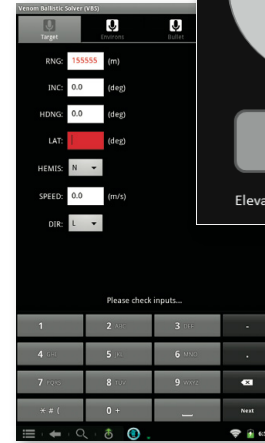 Venom Ballistic Solver (VBS)
Target Environs Bullet
RNG: 155555 (m)
INC: 0.0 (deg)
HDNG: 0.0 (deg)
LAT: (deg)
HEMIS: N
SPEED: 0.0 (m/s)
DIR: L
Eleva
Please check inputs...
1 2 ABC 3 DEF -
4 GHI 5 JKL 6 MNO .
7 PQRS 8 TUV 9 WXYZ
* # ( 0 + _ Next